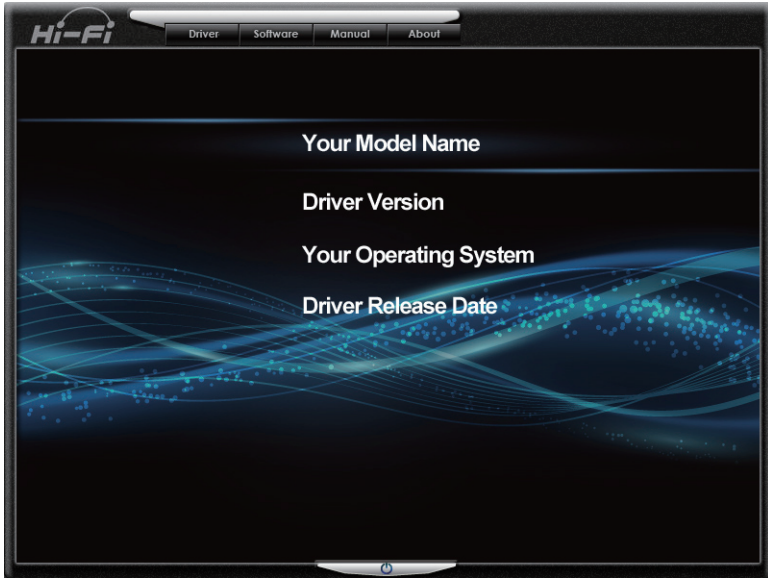 Hi-Fi
Driver Software Manual About
Your Model Name
Driver Version
Your Operating System
Driver Release Date